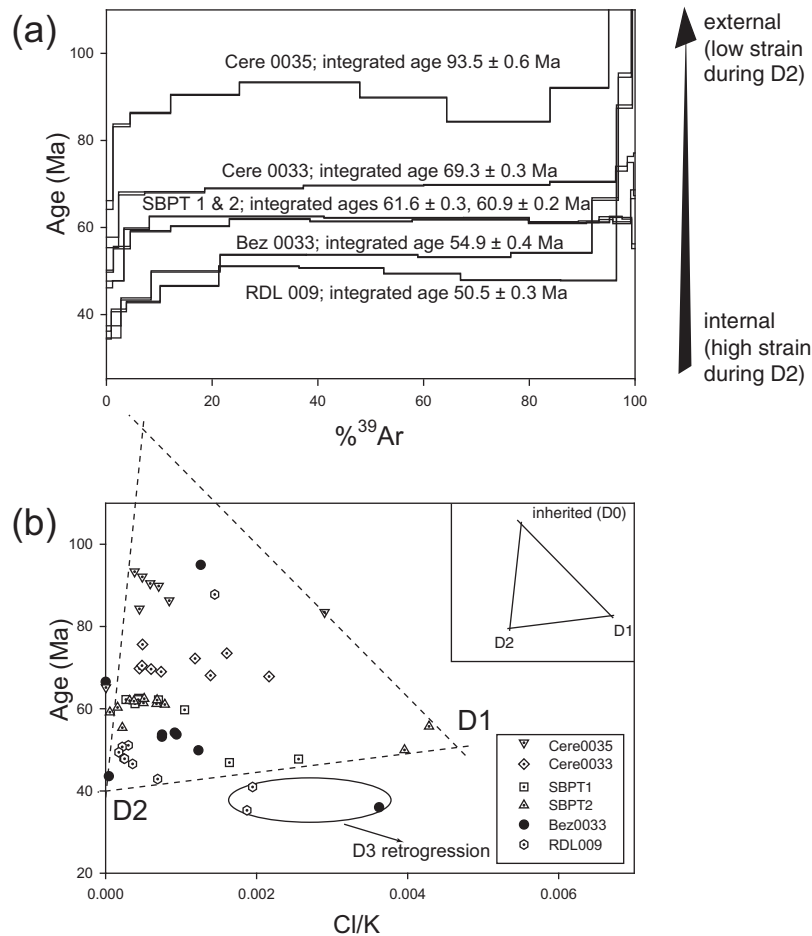 (a)
Age (Ma)
100
80
60
40
Cere 0035; integrated age 93.5 ± 0.6 Ma
Cere 0033; integrated age 69.3 ± 0.3 Ma
SBPT 1 & 2; integrated ages 61.6 ± 0.3, 60.9 ± 0.2 Ma
Bez 0033; integrated age 54.9 ± 0.4 Ma
RDL 009; integrated age 50.5 ± 0.3 Ma
0 20 40 60 80 100
%³⁹Ar
external
(low strain
during D2)
internal
(high strain
during D2)
(b)
Age (Ma)
100
80
60
40
20
inherited (D0)
D2
D1
D1
D2
D3 retrogression
Cere0035
Cere0033
SBPT1
SBPT2
Bez0033
RDL009
0.000 0.002 0.004 0.006
Cl/K